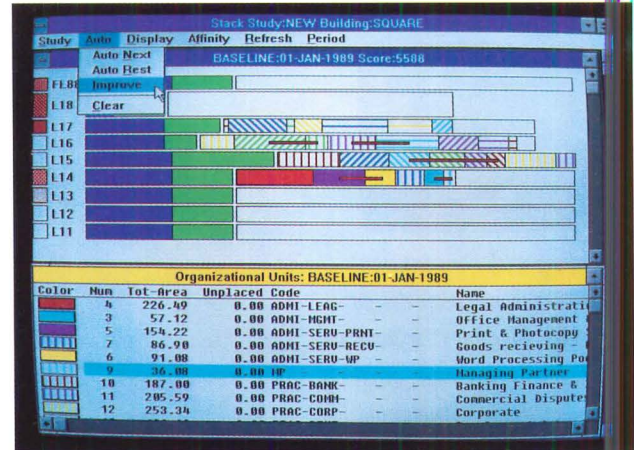 Stack Study:NEW Building:SQUARE
Study Auto Display Affinity Refresh Period
Auto Next
Auto Rest
Improve
Clear
BASELINE:01-JAN-1989 Score:5588
L18
L17
L16
L15
L14
L13
L12
L11
Organizational Units: BASELINE:01-JAN-1989
Color Num Tot-Area Unplaced Code Name
4 226.49 0.00 ADMI-LEAG- - - Legal Administrati
3 57.12 0.00 ADMI-MGMT- - - Office Management &
5 154.22 0.00 ADMI-SERV-PRNT- - Print & Photocopy
7 86.90 0.00 ADMI-SERV-RECV- - Goods recieving -
6 91.08 0.00 ADMI-SERV-WP - - Word Processing Poo
9 36.08 0.00 MP - - Managing Partner
10 187.00 0.00 PRAC-BANK- - - Banking Finance &
11 205.59 0.00 PRAC-COMM- - - Commercial Disputes
12 253.34 0.00 PRAC-CORP- - - Corporate